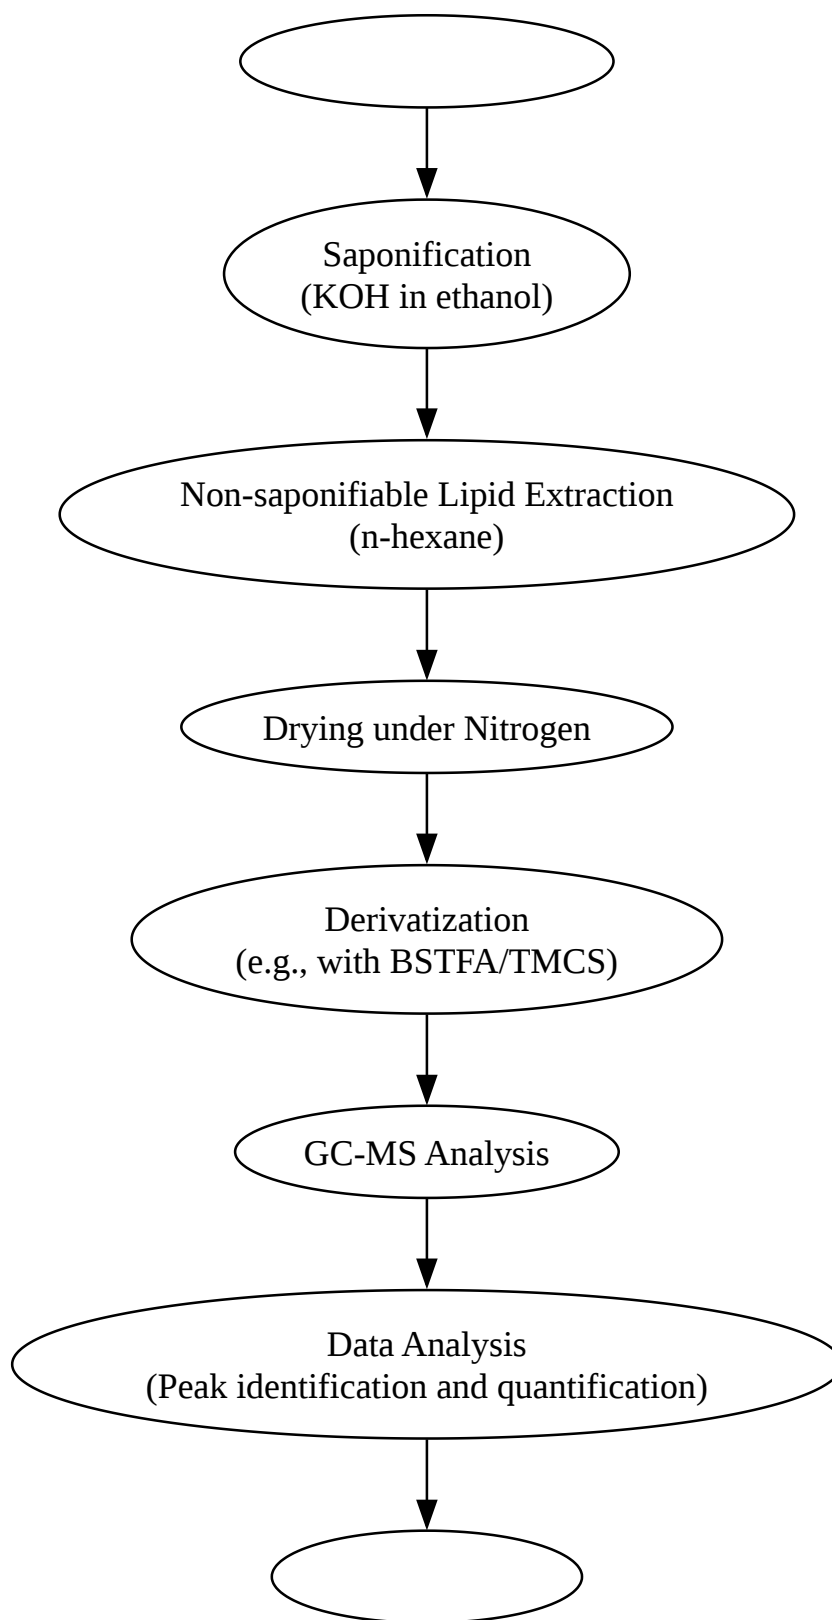 Saponification
(KOH in ethanol)
Non-saponifiable Lipid Extraction
(n-hexane)
Drying under Nitrogen
Derivatization
(e.g., with BSTFA/TMCS)
GC-MS Analysis
Data Analysis
(Peak identification and quantification)